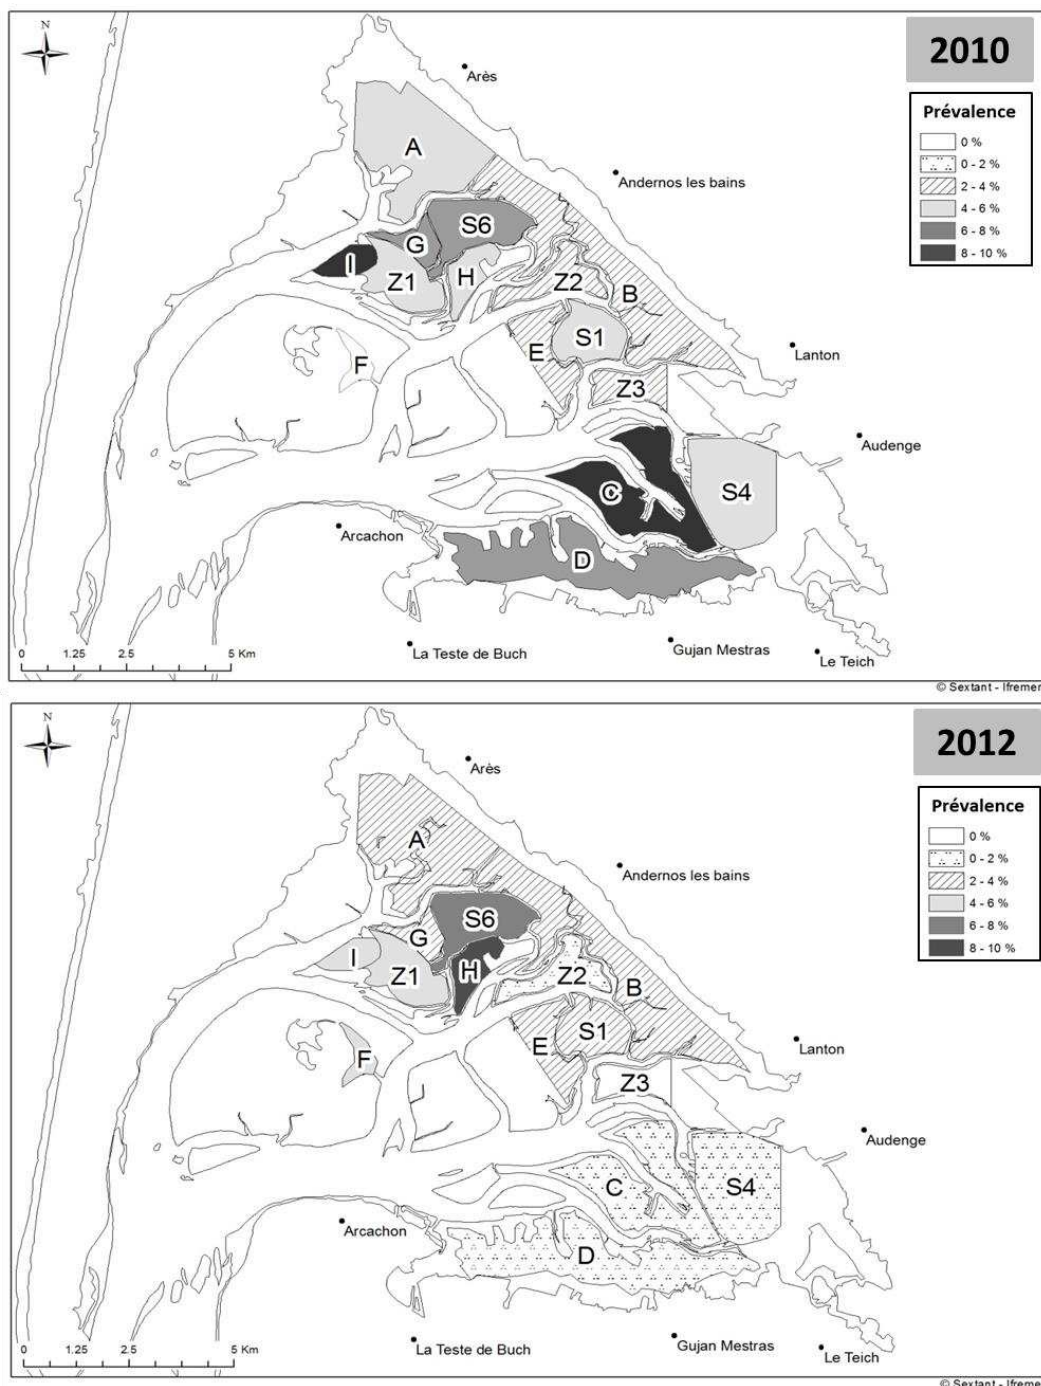 N
2010
Arès
Prévalence
0 %
0 - 2 %
A
Andernos les bains
2 - 4 %
4 - 6 %
S6
6 - 8 %
G
8 - 10 %
I
Z1
H
Z2
B
S1
E
Lanton
F
Z3
Audenge
C
S4
Arcachon
D
La Teste de Buch
Gujan Mestras
Le Teich
0 1.25 2.5 5 Km
© Sextant - Ifremer
N
2012
Arès
Prévalence
0 %
A
0 - 2 %
Andernos les bains
2 - 4 %
4 - 6 %
S6
6 - 8 %
G
8 - 10 %
I
Z1
H
Z2
B
S1
E
Lanton
F
Z3
Audenge
C
S4
Arcachon
D
La Teste de Buch
Gujan Mestras
Le Teich
0 1.25 2.5 5 Km
© Sextant - Ifremer